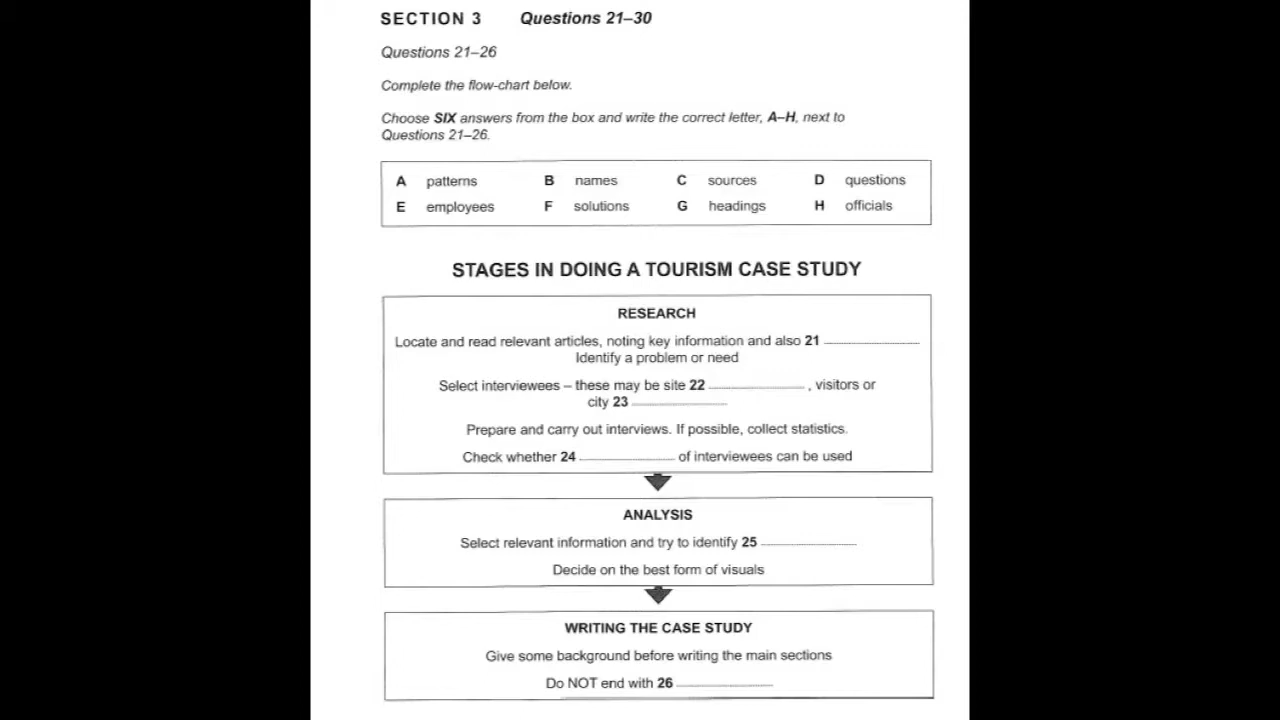 SECTION 3 Questions 21–30
Questions 21–26
Complete the flow-chart below.
Choose SIX answers from the box and write the correct letter, A–H, next to
Questions 21–26.
A patterns B names C sources D questions
E employees F solutions G headings H officials
STAGES IN DOING A TOURISM CASE STUDY
RESEARCH
Locate and read relevant articles, noting key information and also 21
Identify a problem or need
Select interviewees – these may be site 22 , visitors or
city 23
Prepare and carry out interviews. If possible, collect statistics.
Check whether 24 of interviewees can be used
ANALYSIS
Select relevant information and try to identify 25
Decide on the best form of visuals
WRITING THE CASE STUDY
Give some background before writing the main sections
Do NOT end with 26